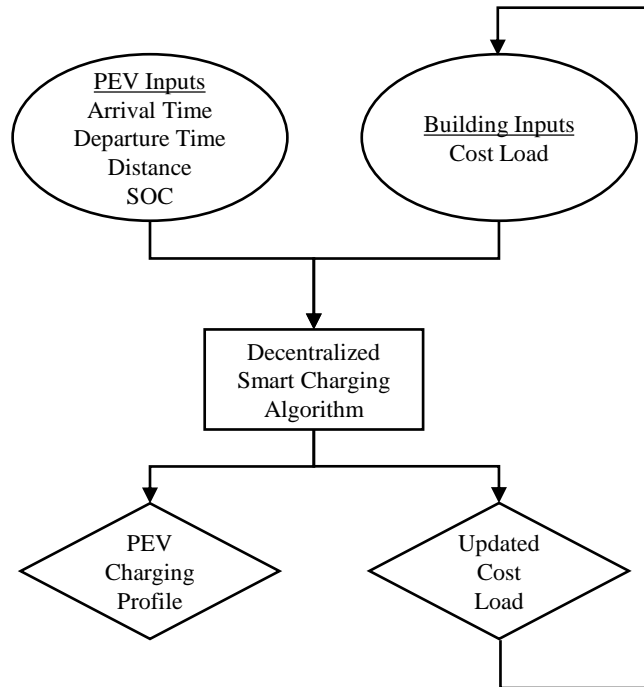 PEV Inputs
Arrival Time
Departure Time
Distance
SOC
Building Inputs
Cost Load
Decentralized
Smart Charging
Algorithm
PEV
Charging
Profile
Updated
Cost
Load